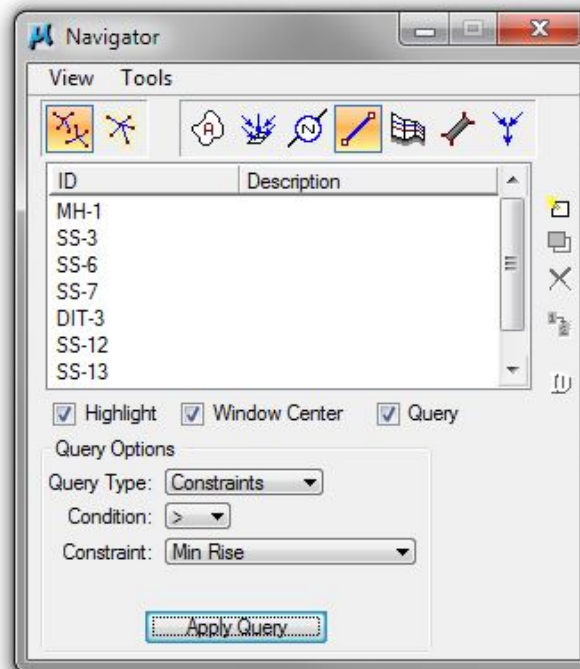 Navigator
View Tools
ID Description
MH-1
SS-3
SS-6
SS-7
DIT-3
SS-12
SS-13
Highlight Window Center Query
Query Options
Query Type: Constraints
Condition: >
Constraint: Min Rise
Apply Query